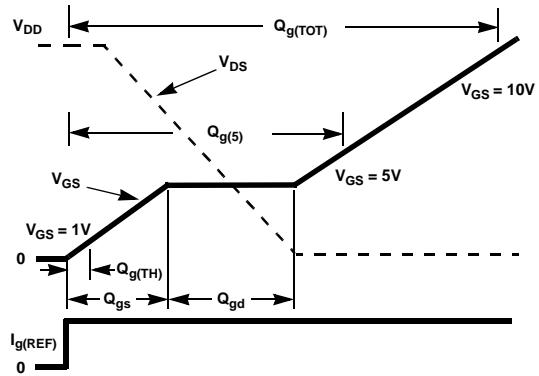 V_DD
Q_g(TOT)
V_DS
V_GS = 10V
Q_g(5)
V_GS
V_GS = 5V
V_GS = 1V
0
Q_g(TH)
Q_gs
Q_gd
I_g(REF)
0